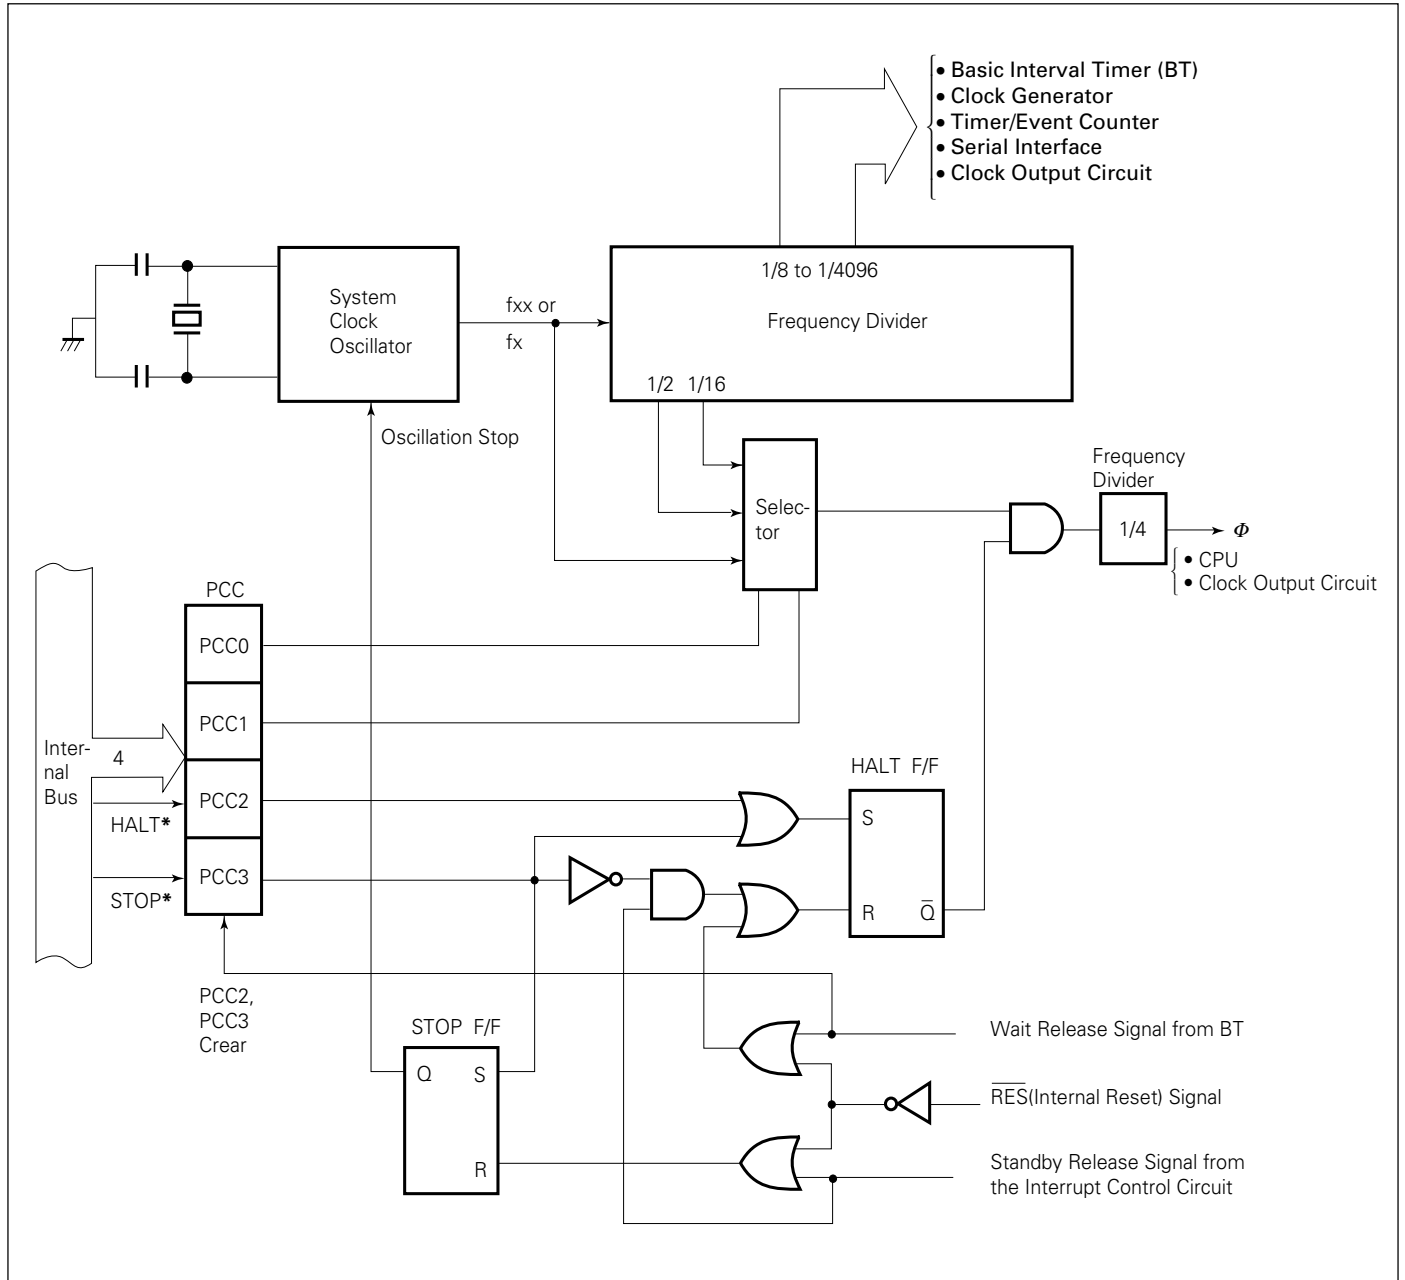 • Basic Interval Timer (BT)
• Clock Generator
• Timer/Event Counter
• Serial Interface
• Clock Output Circuit
System
Clock
Oscillator
fxx or
fx
1/8 to 1/4096
Frequency Divider
1/2 1/16
Oscillation Stop
Selec-
tor
Frequency
Divider
1/4
Φ
• CPU
• Clock Output Circuit
PCC
PCC0
PCC1
PCC2
PCC3
Inter-
nal
Bus
4
HALT*
STOP*
PCC2,
PCC3
Crear
HALT F/F
S
R Q̅
STOP F/F
Q S
R
Wait Release Signal from BT
R̅E̅S̅(Internal Reset) Signal
Standby Release Signal from
the Interrupt Control Circuit